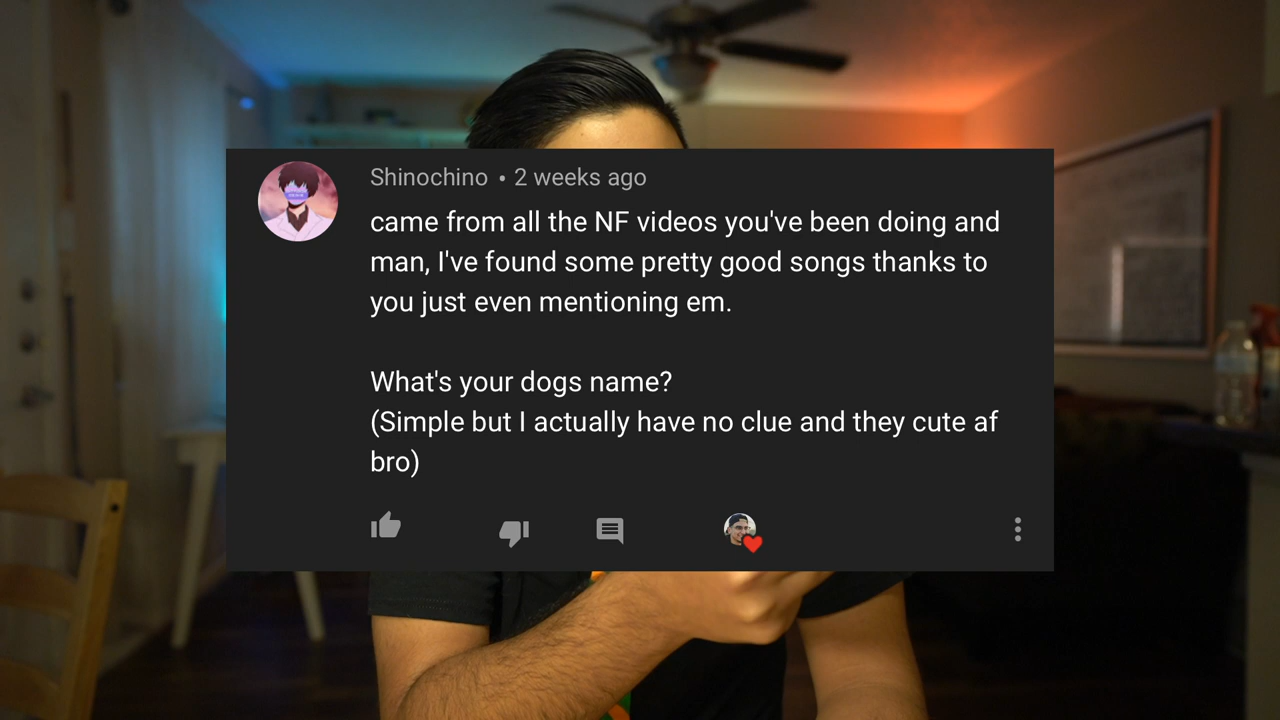 Shinochino • 2 weeks ago
came from all the NF videos you've been doing and
man, I've found some pretty good songs thanks to
you just even mentioning em.
What's your dogs name?
(Simple but I actually have no clue and they cute af
bro)